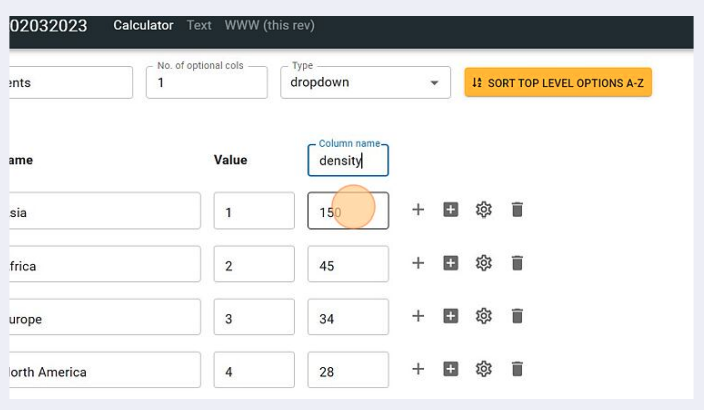 02032023 Calculator Text WWW (this rev)
No. of optional cols Type
ents 1 dropdown SORT TOP LEVEL OPTIONS A-Z
Column name
ame Value density
sia 1 150
frica 2 45
urope 3 34
orth America 4 28